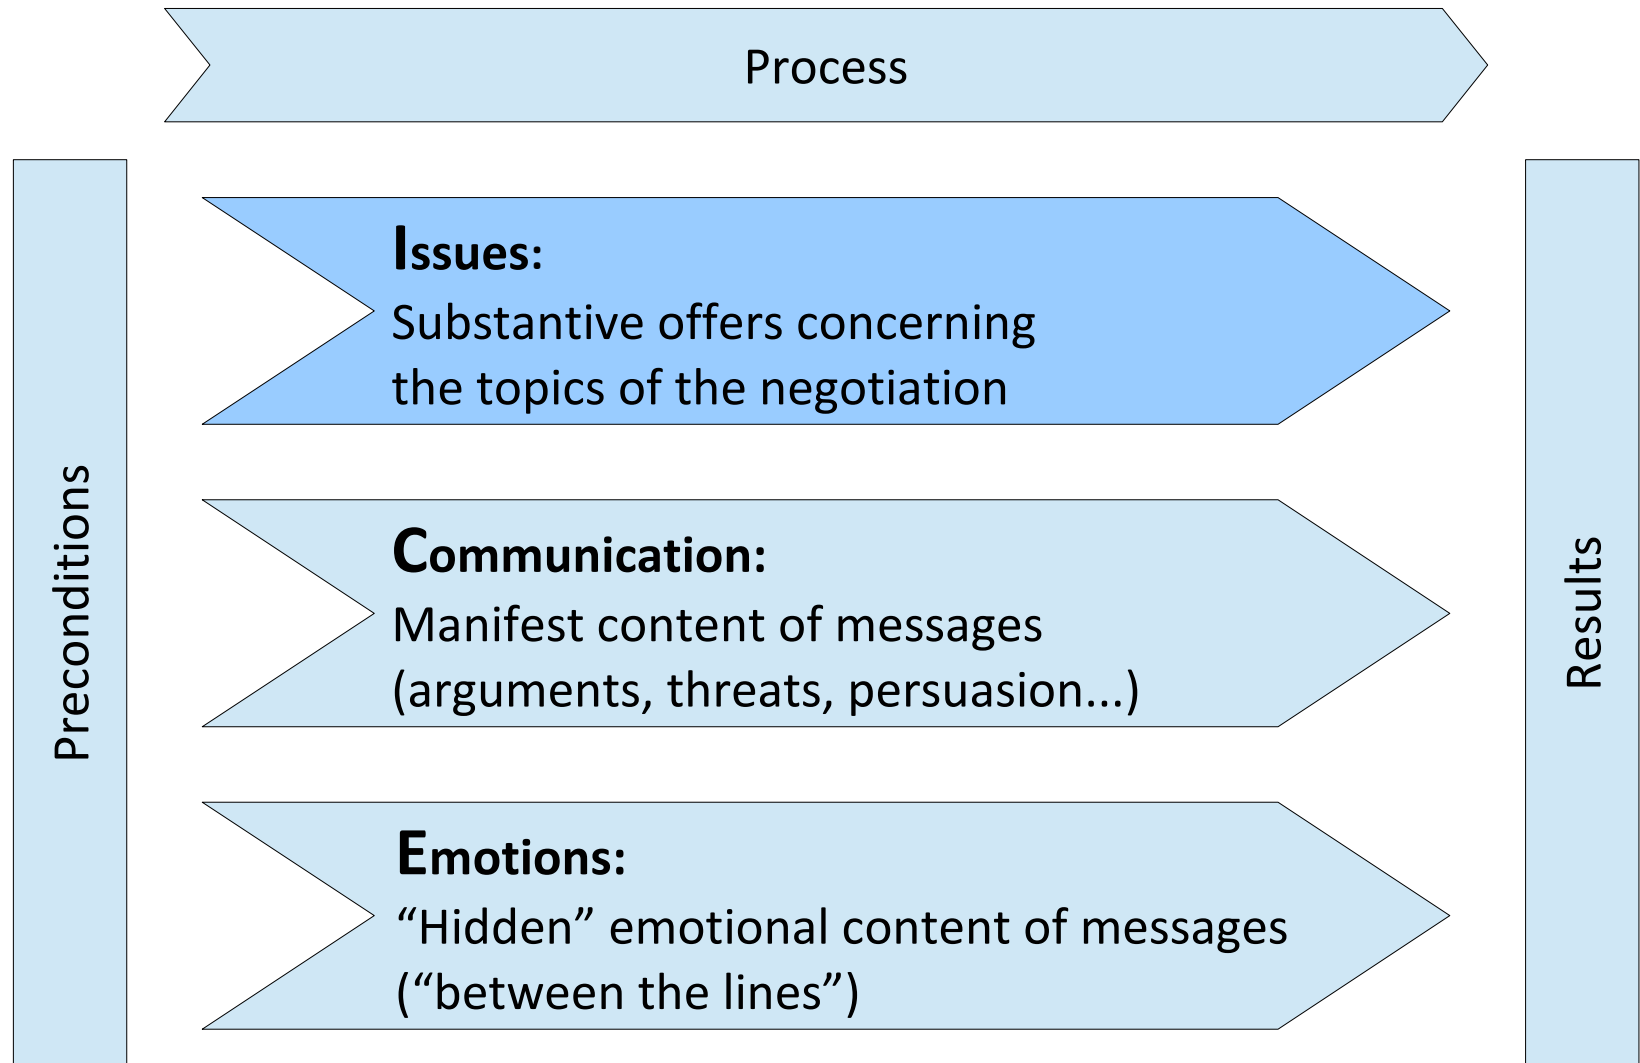 Process
Preconditions
Issues:
Substantive offers concerning
the topics of the negotiation
Communication:
Manifest content of messages
(arguments, threats, persuasion...)
Emotions:
“Hidden” emotional content of messages
(“between the lines”)
Results